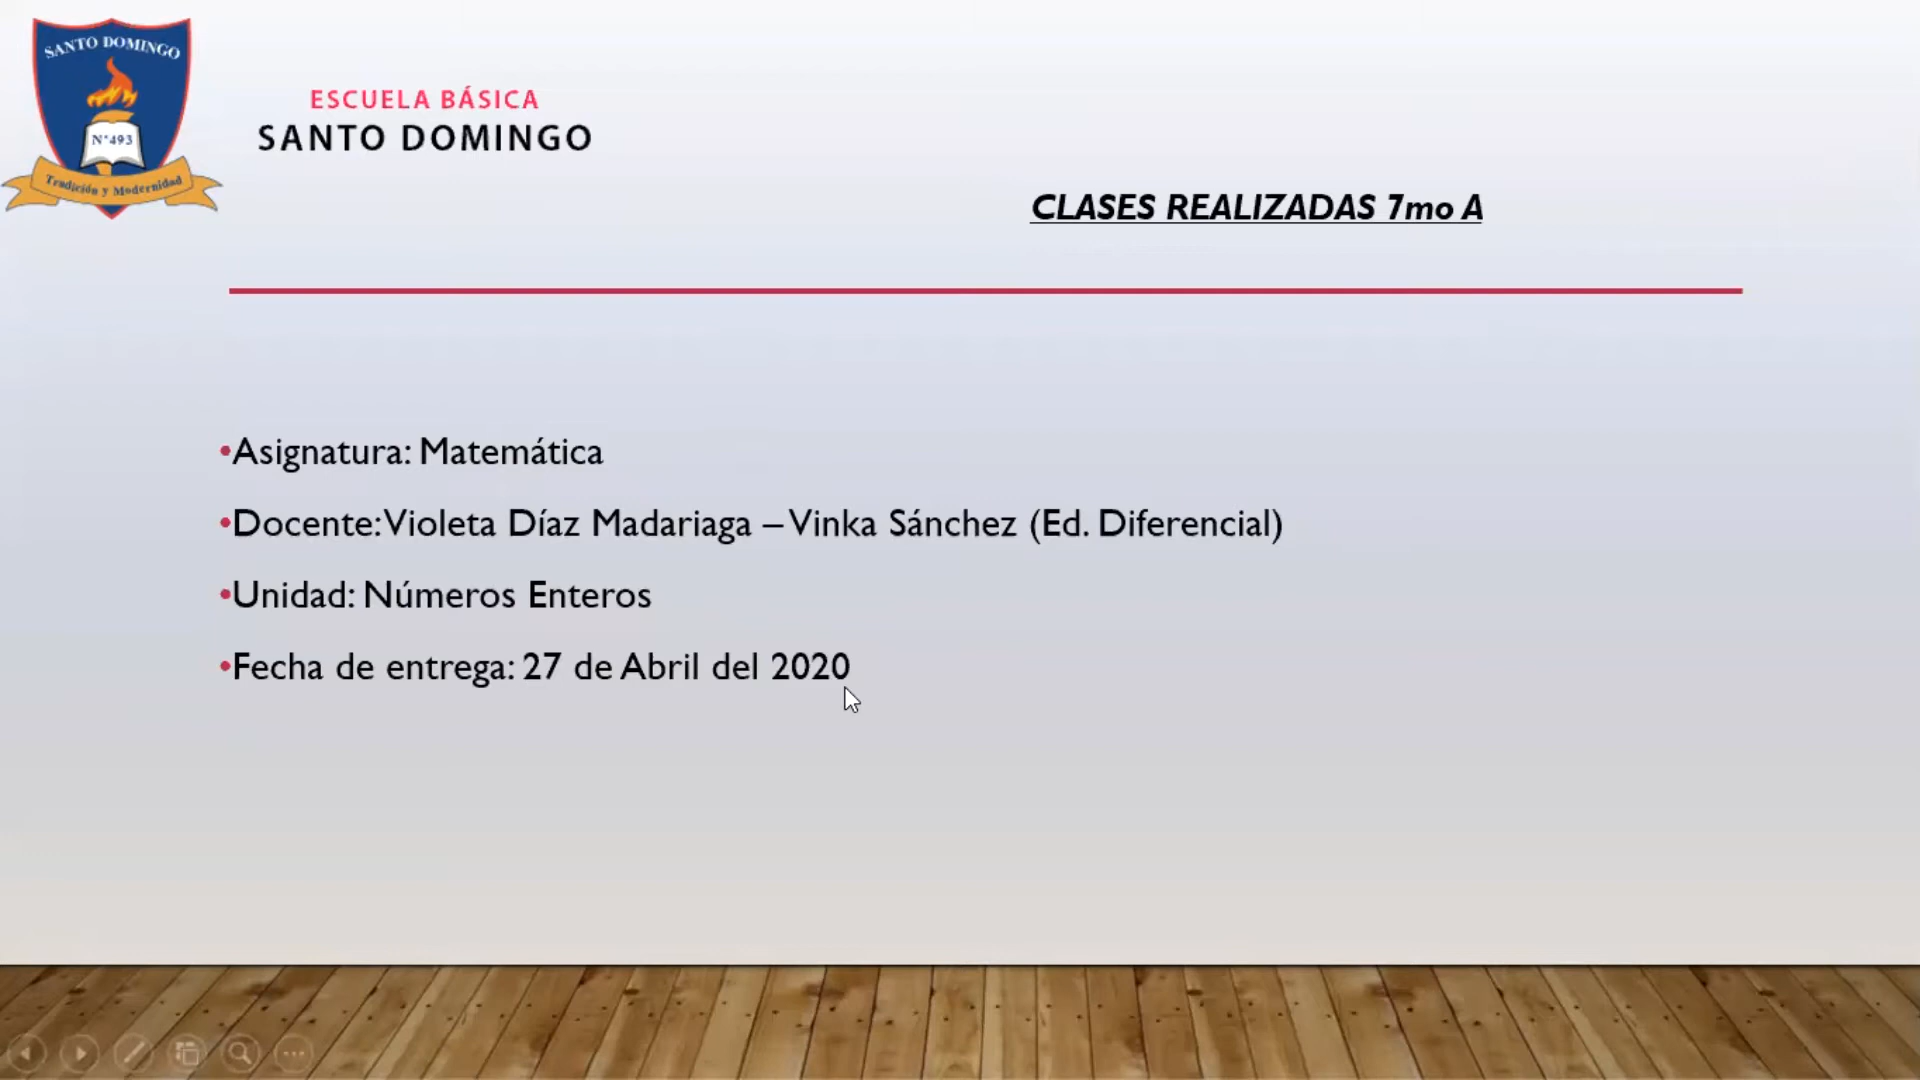 SANTO DOMINGO
N°493
Tradición y Modernidad
ESCUELA BÁSICA
SANTO DOMINGO
CLASES REALIZADAS 7mo A
•Asignatura: Matemática
•Docente: Violeta Díaz Madariaga – Vinka Sánchez (Ed. Diferencial)
•Unidad: Números Enteros
•Fecha de entrega: 27 de Abril del 2020